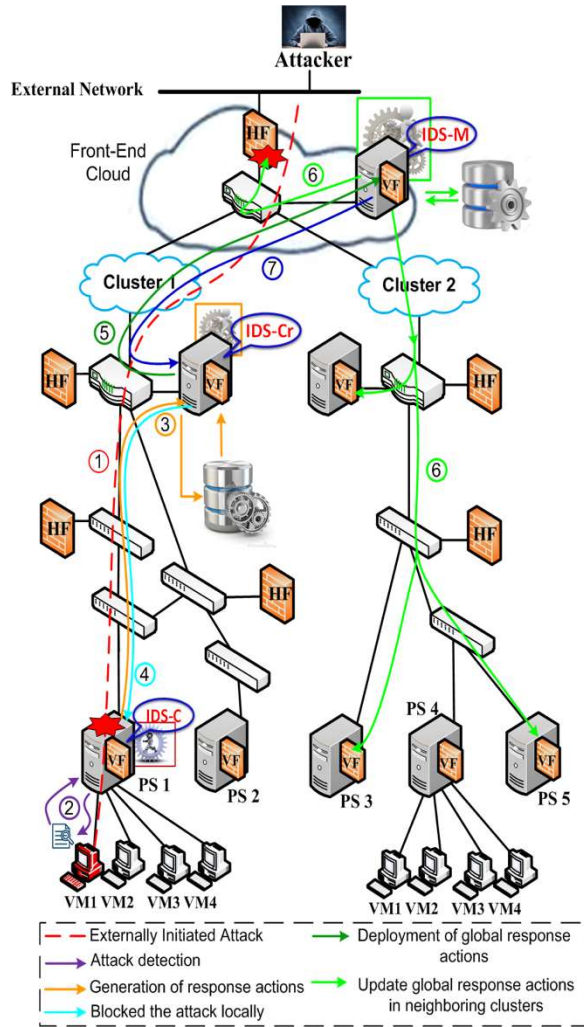 Attacker
External Network
HF
IDS-M
Front-End
Cloud
6
VF
7
Cluster 1
Cluster 2
5
IDS-Cr
HF
VF
VF
HF
3
1
6
HF
HF
HF
4
IDS-C
VF
PS 1
VF
PS 2
VF
PS 3
PS 4
VF
VF
PS 5
2
VM1 VM2 VM3 VM4
VM1 VM2 VM3 VM4
Externally Initiated Attack
Attack detection
Generation of response actions
Blocked the attack locally
Deployment of global response
actions
Update global response actions
in neighboring clusters